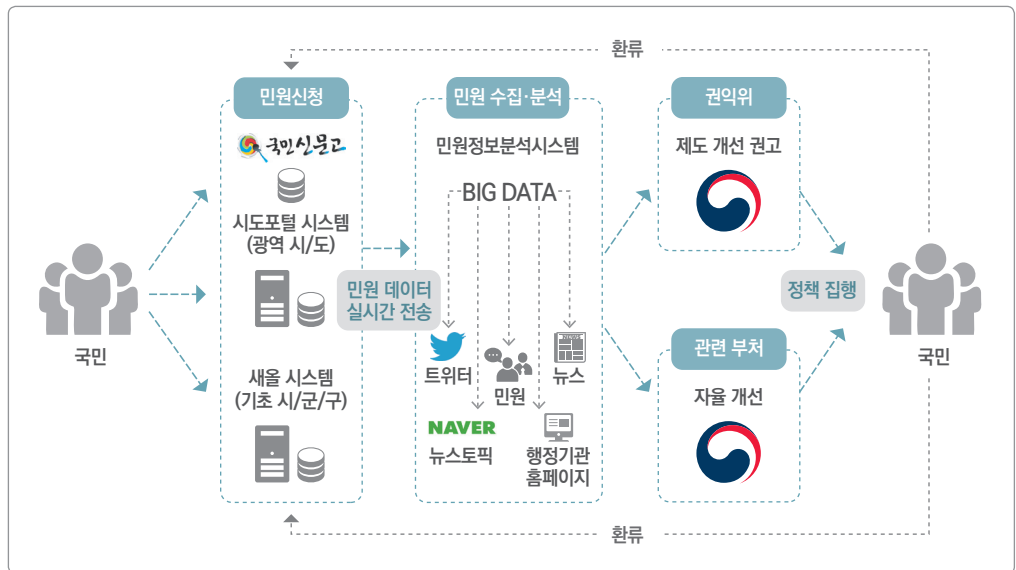 환류
민원신청
국민신문고
시도포털 시스템
(광역 시/도)
새올 시스템
(기초 시/군/구)
국민
민원 데이터
실시간 전송
민원 수집·분석
민원정보분석시스템
BIG DATA
트위터
민원
NEWS
뉴스
NAVER
뉴스토픽
행정기관
홈페이지
권익위
제도 개선 권고
관련 부처
자율 개선
정책 집행
국민
환류